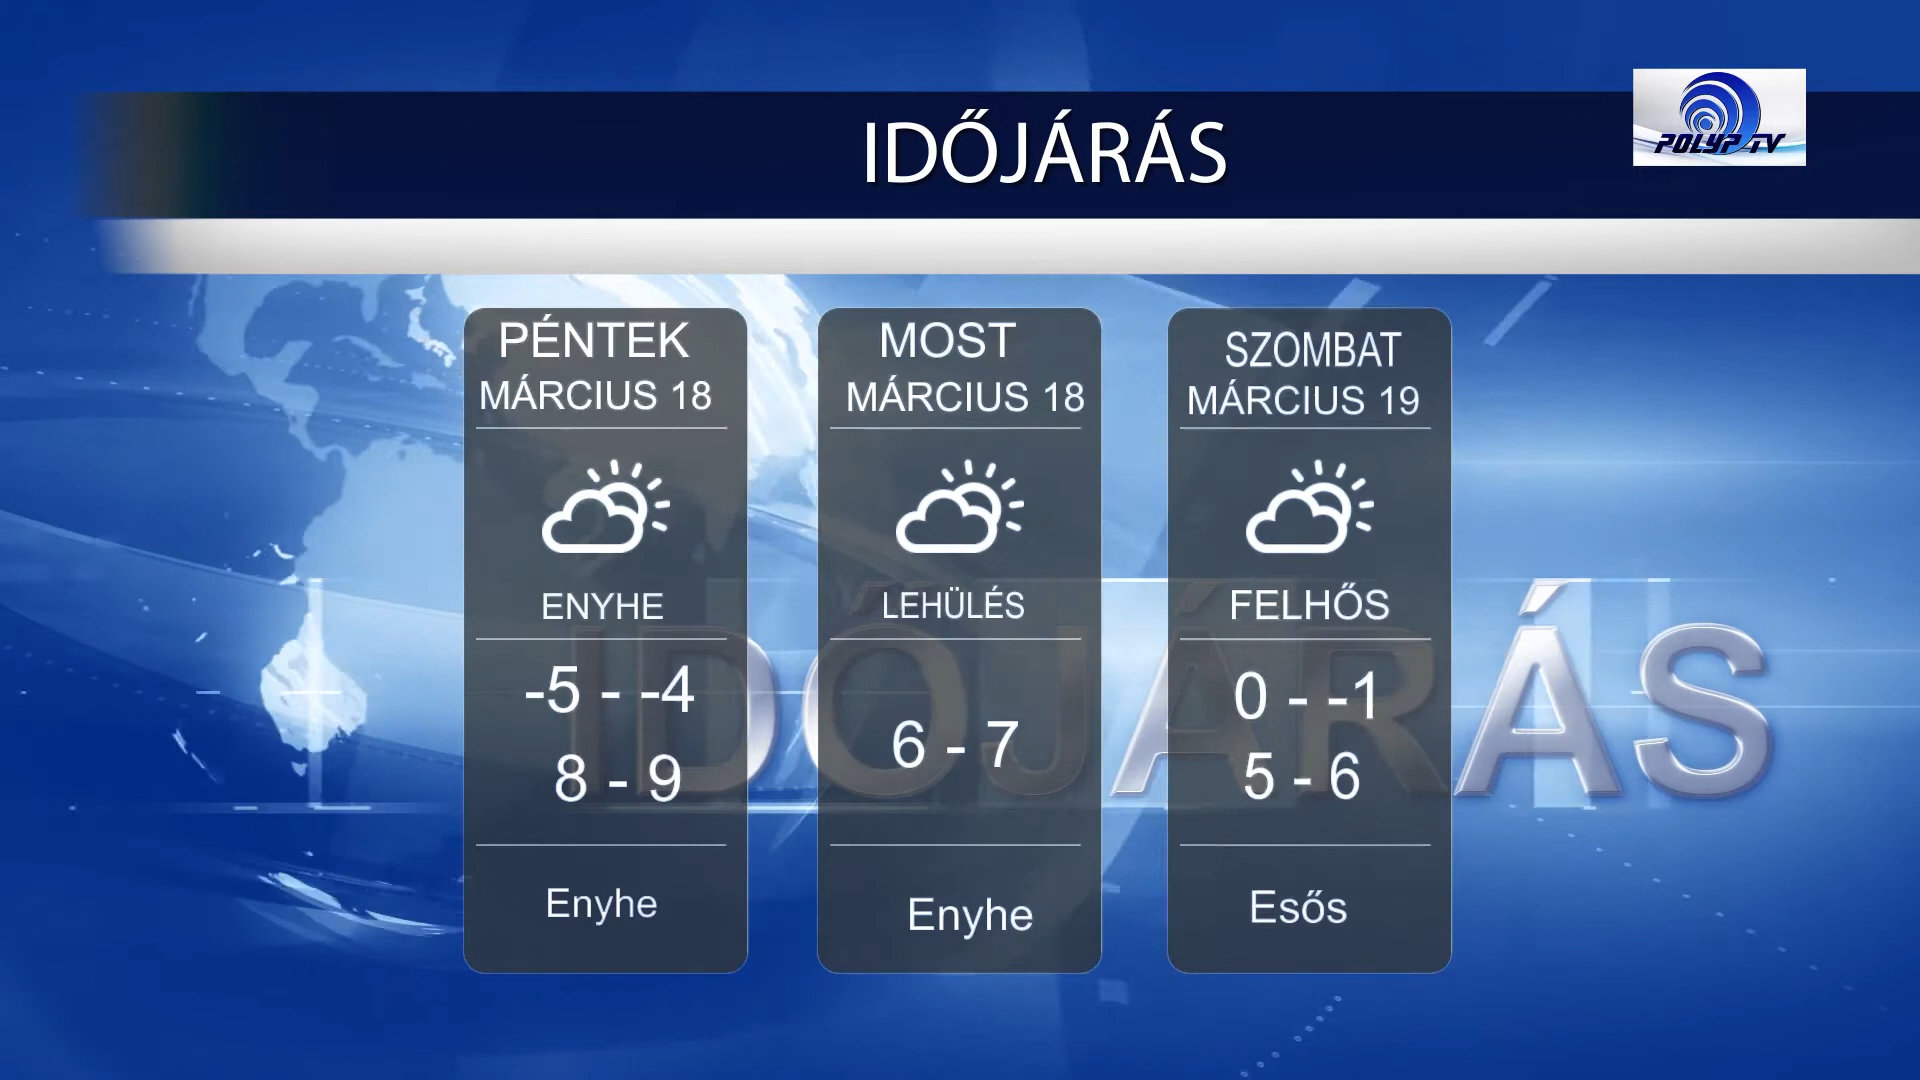 IDŐJÁRÁS
POLYP TV
PÉNTEK
MÁRCIUS 18
ENYHE
-5 - -4
8 - 9
Enyhe
MOST
MÁRCIUS 18
LEHÜLÉS
6 - 7
Enyhe
SZOMBAT
MÁRCIUS 19
FELHŐS
0 - -1
5 - 6
Esős
IDŐJÁRÁS